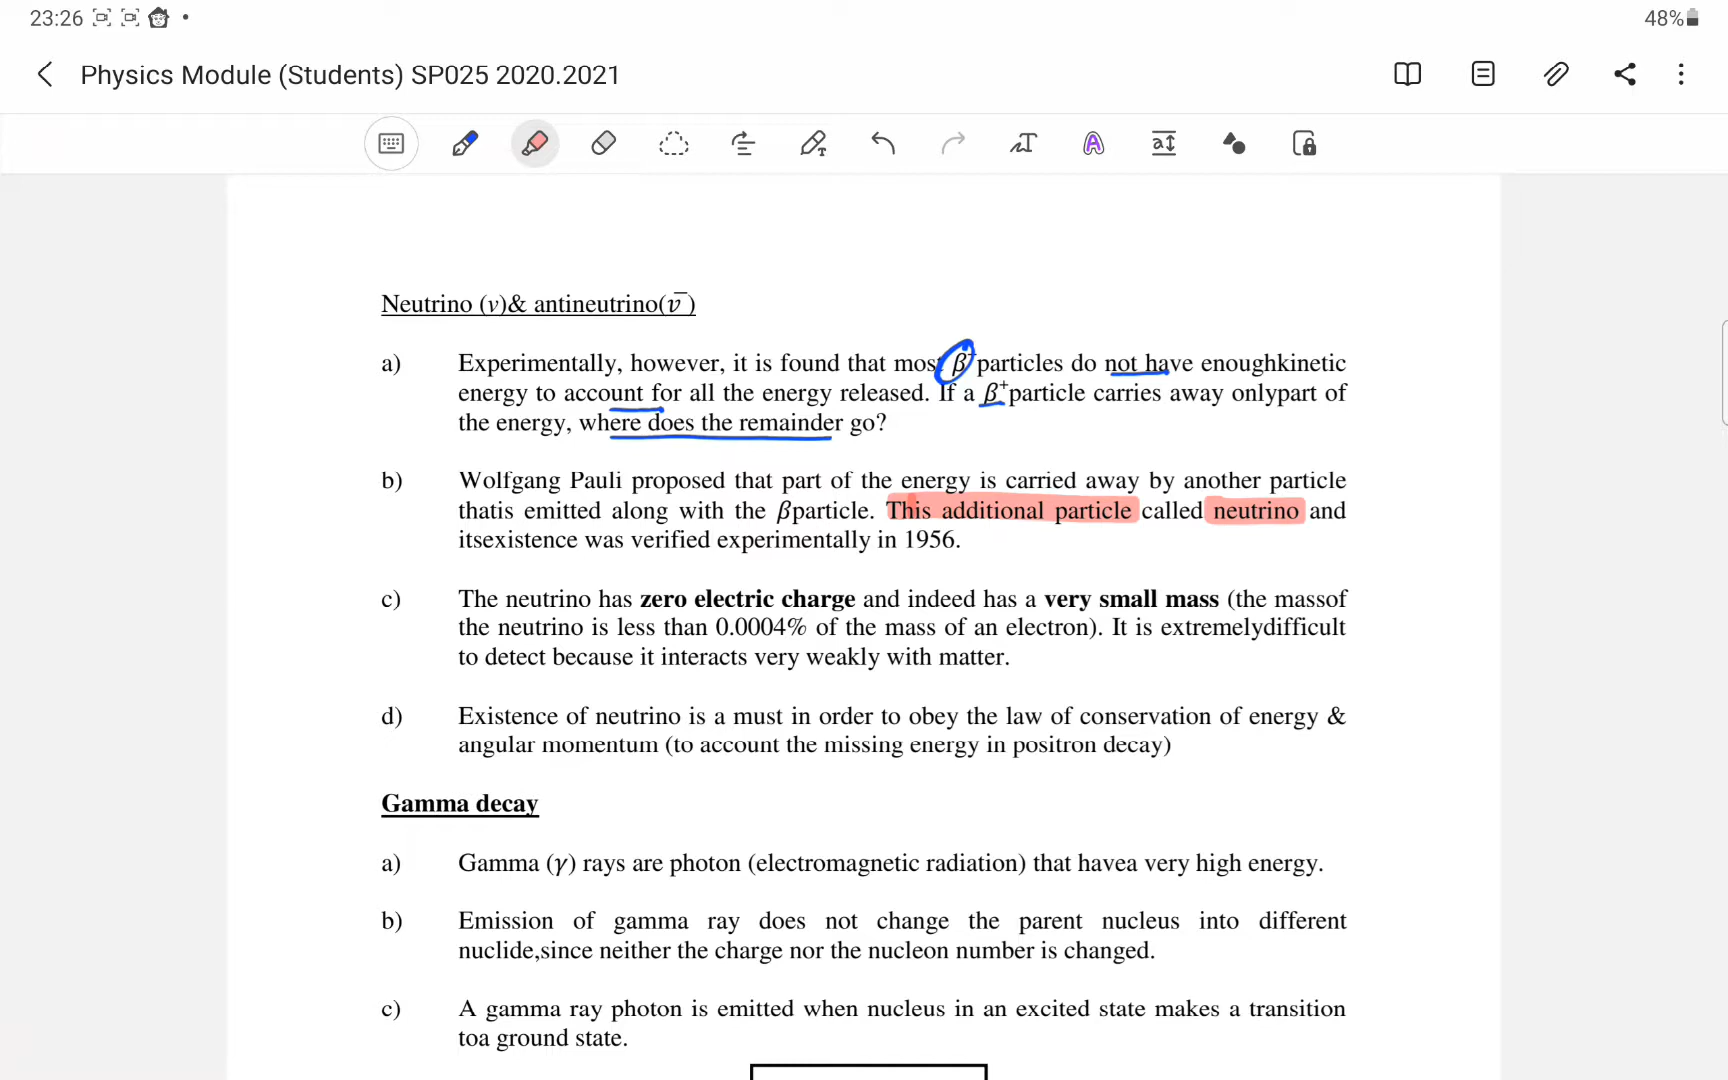 23:26
48%
Physics Module (Students) SP025 2020.2021
Neutrino (v)& antineutrino(v̅ )
a) Experimentally, however, it is found that most β⁺particles do not have enoughkinetic
energy to account for all the energy released. If a β⁺particle carries away onlypart of
the energy, where does the remainder go?
b) Wolfgang Pauli proposed that part of the energy is carried away by another particle
thatis emitted along with the βparticle. This additional particle called neutrino and
itsexistence was verified experimentally in 1956.
c) The neutrino has zero electric charge and indeed has a very small mass (the massof
the neutrino is less than 0.0004% of the mass of an electron). It is extremelydifficult
to detect because it interacts very weakly with matter.
d) Existence of neutrino is a must in order to obey the law of conservation of energy &
angular momentum (to account the missing energy in positron decay)
Gamma decay
a) Gamma (γ) rays are photon (electromagnetic radiation) that havea very high energy.
b) Emission of gamma ray does not change the parent nucleus into different
nuclide,since neither the charge nor the nucleon number is changed.
c) A gamma ray photon is emitted when nucleus in an excited state makes a transition
toa ground state.